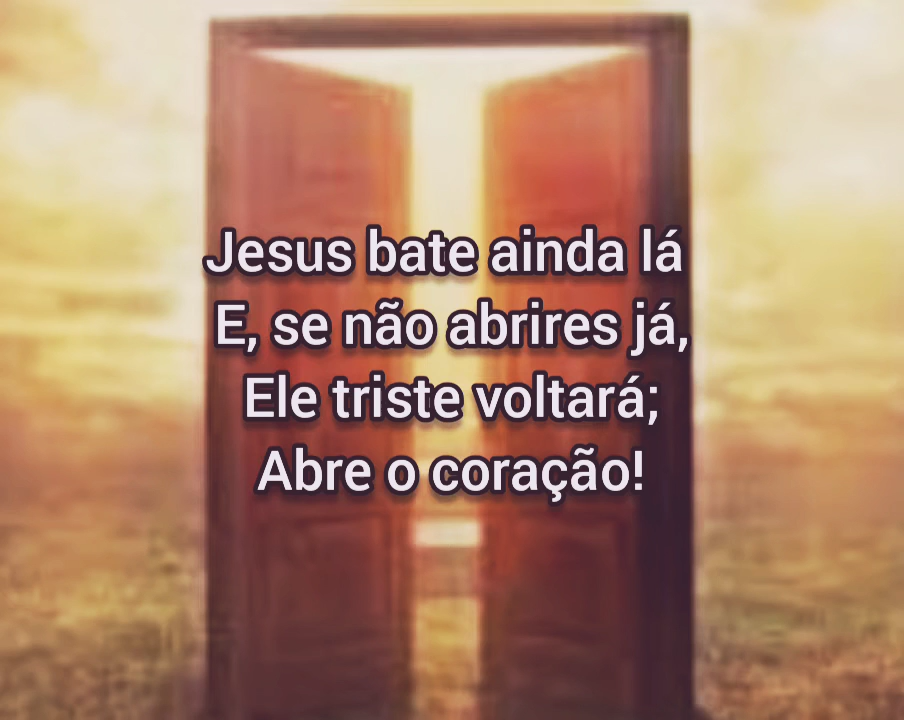 Jesus bate ainda lá
E, se não abrires já,
Ele triste voltará;
Abre o coração!